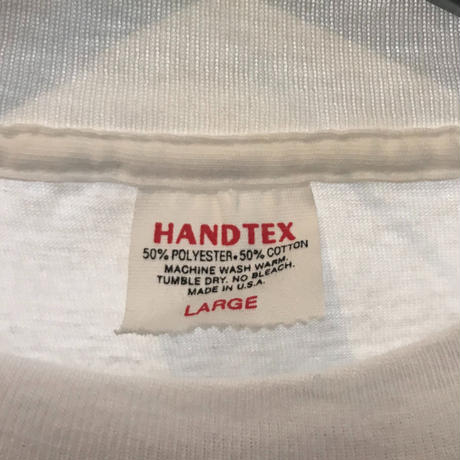 HANDTEX
50% POLYESTER • 50% COTTON
MACHINE WASH WARM.
TUMBLE DRY. NO BLEACH.
MADE IN U.S.A.
LARGE